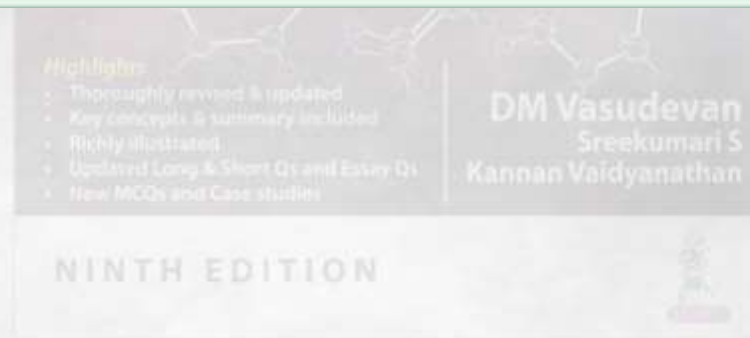 Highlights
• Thoroughly revised & updated
• Key concepts & summary included
• Richly illustrated
• Updated Long & Short Qs and Essay Qs
• New MCQs and Case studies
DM Vasudevan
Sreekumari S
Kannan Vaidyanathan
NINTH EDITION